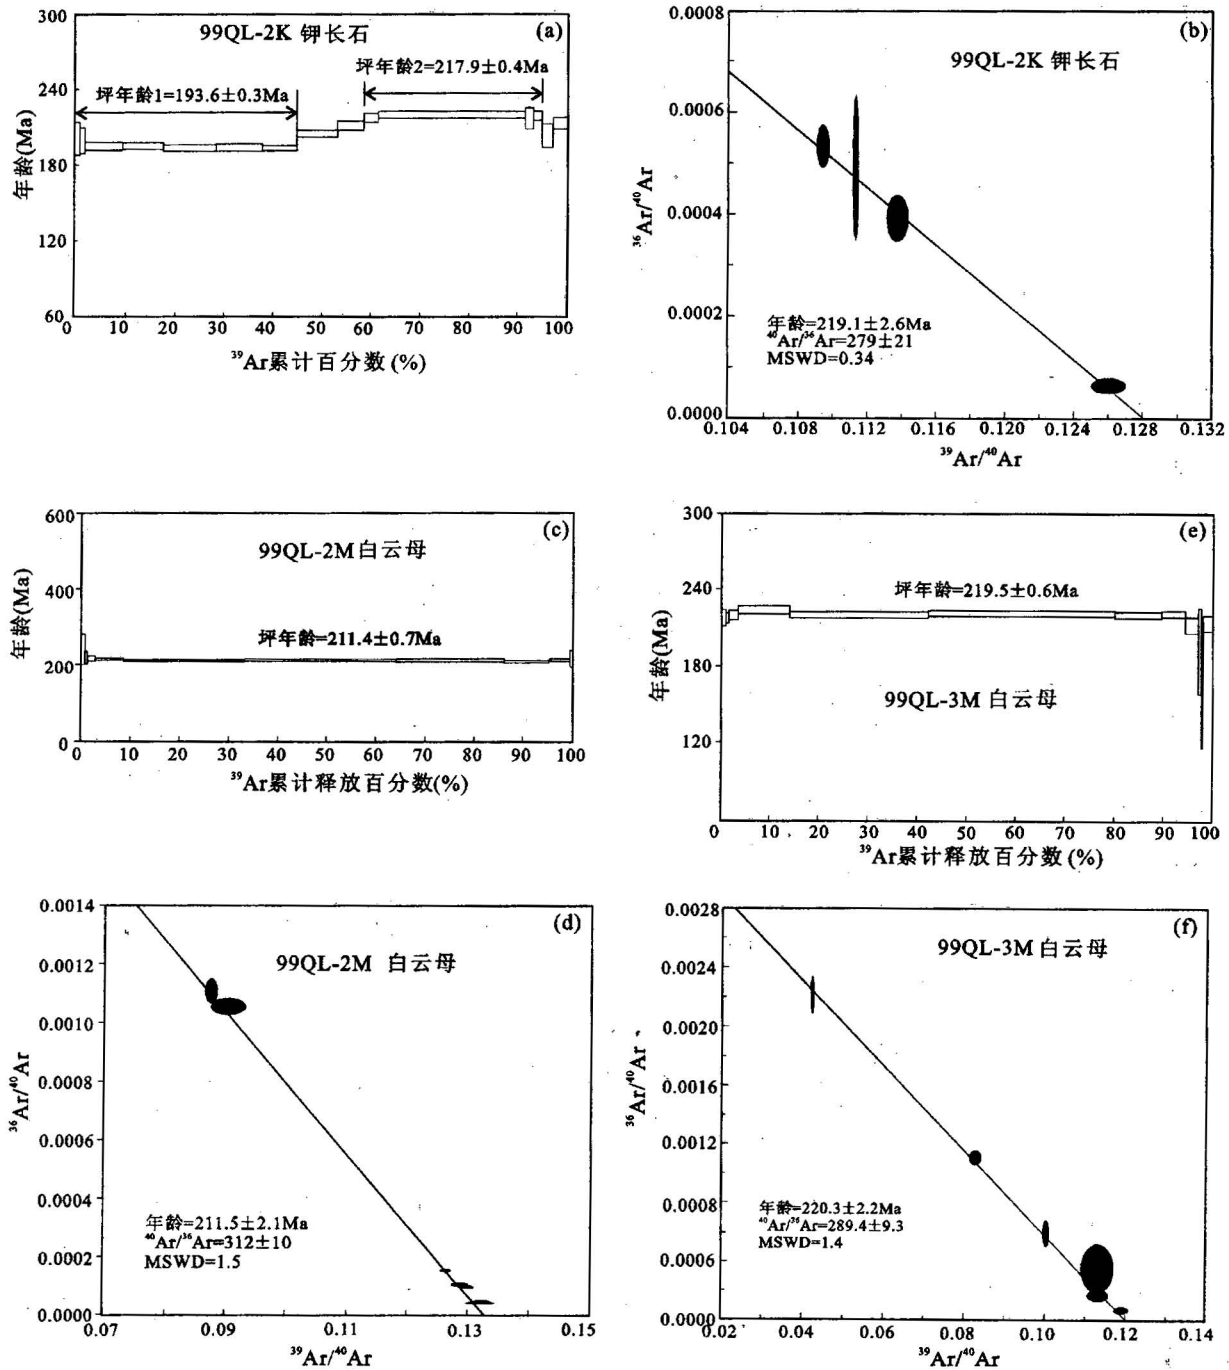 300
240
180
120
60
年龄(Ma)
99QL-2K 钾长石
(a)
坪年龄2=217.9±0.4Ma
坪年龄1=193.6±0.3Ma
0 10 20 30 40 50 60 70 80 90 100
³⁹Ar累计百分数(%)
0.0008
0.0006
0.0004
0.0002
0.0000
³⁶Ar/⁴⁰Ar
(b)
99QL-2K 钾长石
年龄=219.1±2.6Ma
⁴⁰Ar/³⁶Ar=279±21
MSWD=0.34
0.104 0.108 0.112 0.116 0.120 0.124 0.128 0.132
³⁹Ar/⁴⁰Ar
600
400
200
0
年龄(Ma)
(c)
99QL-2M白云母
坪年龄=211.4±0.7Ma
0 10 20 30 40 50 60 70 80 90 100
³⁹Ar累计释放百分数(%)
300
240
180
120
年龄(Ma)
(e)
坪年龄=219.5±0.6Ma
99QL-3M 白云母
0 10 20 30 40 50 60 70 80 90 100
³⁹Ar累计释放百分数(%)
0.0014
0.0012
0.0010
0.0008
0.0006
0.0004
0.0002
0.0000
³⁶Ar/⁴⁰Ar
(d)
99QL-2M 白云母
年龄=211.5±2.1Ma
⁴⁰Ar/³⁶Ar=312±10
MSWD=1.5
0.07 0.09 0.11 0.13 0.15
³⁹Ar/⁴⁰Ar
0.0028
0.0024
0.0020
0.0016
0.0012
0.0008
0.0006
0.0000
³⁶Ar/⁴⁰Ar
(f)
99QL-3M 白云母
年龄=220.3±2.2Ma
⁴⁰Ar/³⁶Ar=289.4±9.3
MSWD=1.4
0.02 0.04 0.06 0.08 0.10 0.12 0.14
³⁹Ar/⁴⁰Ar